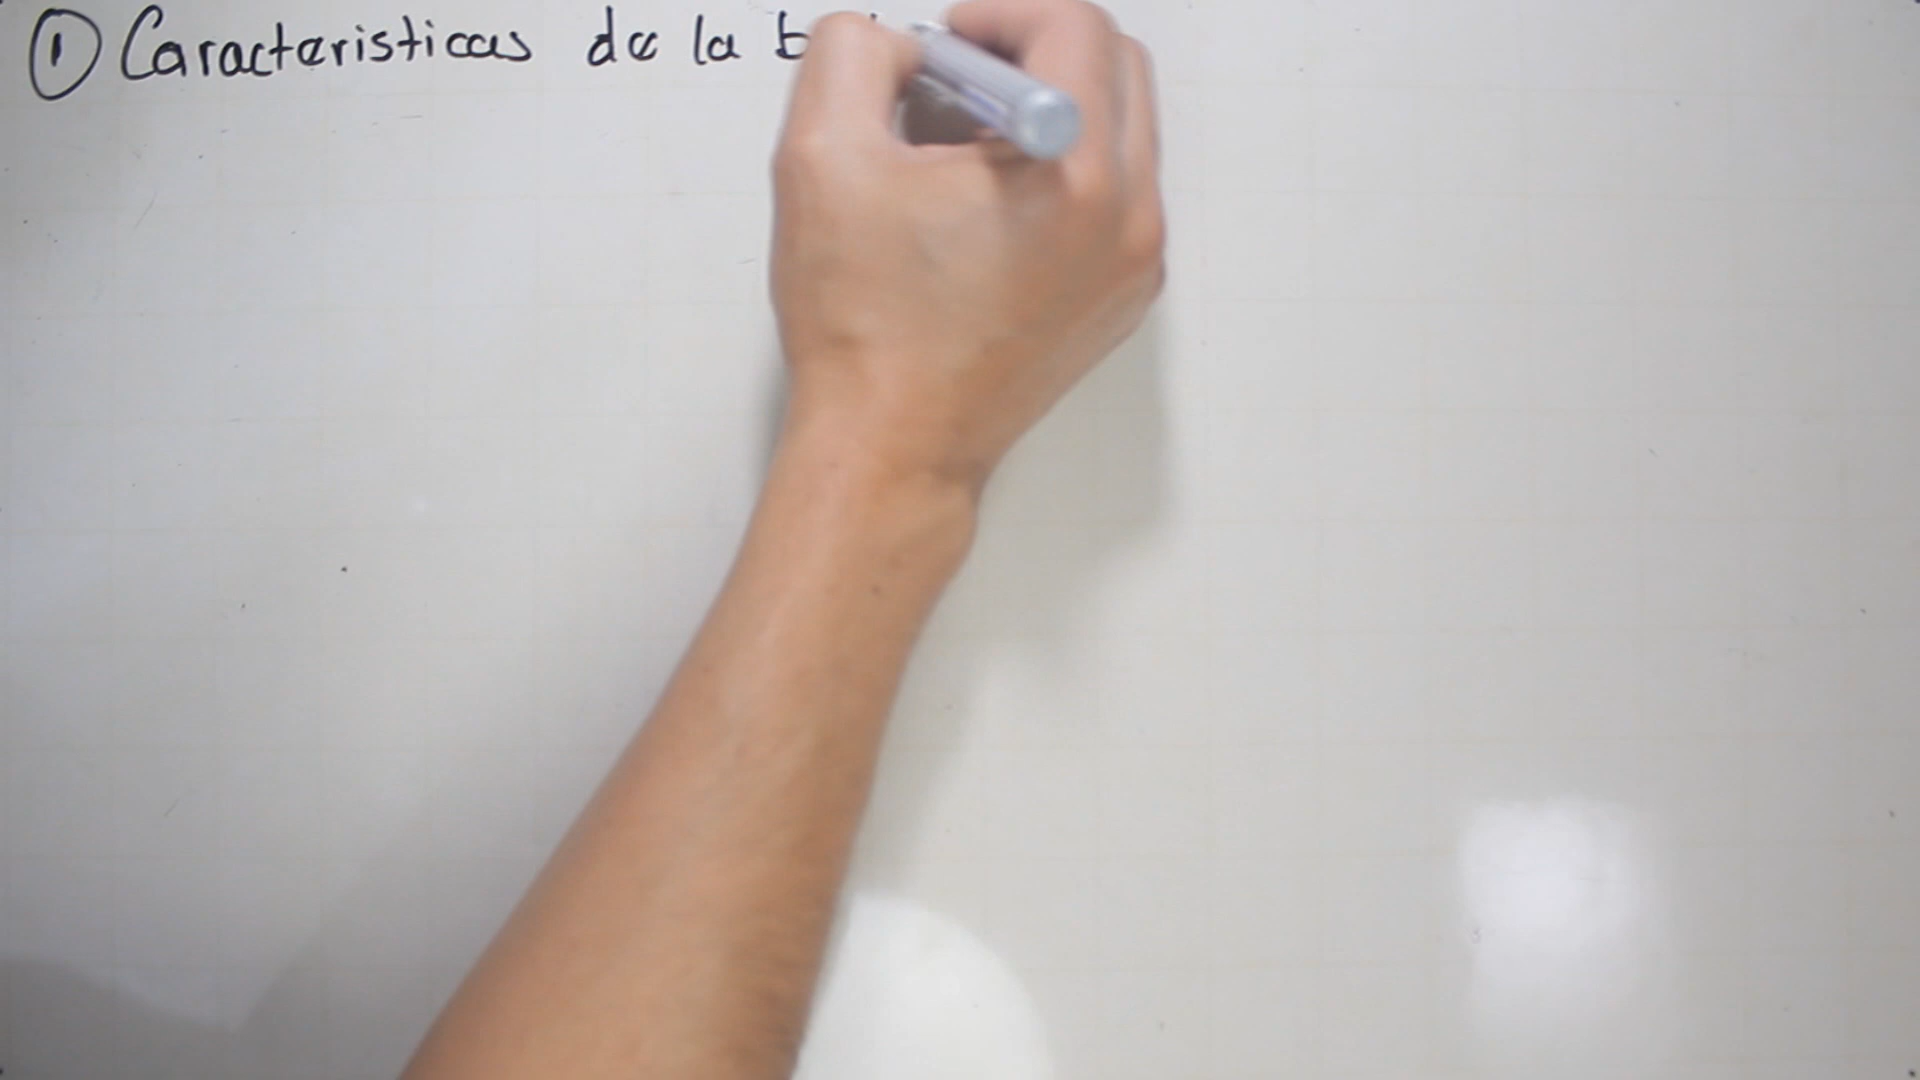 ① Caracteristicas de la